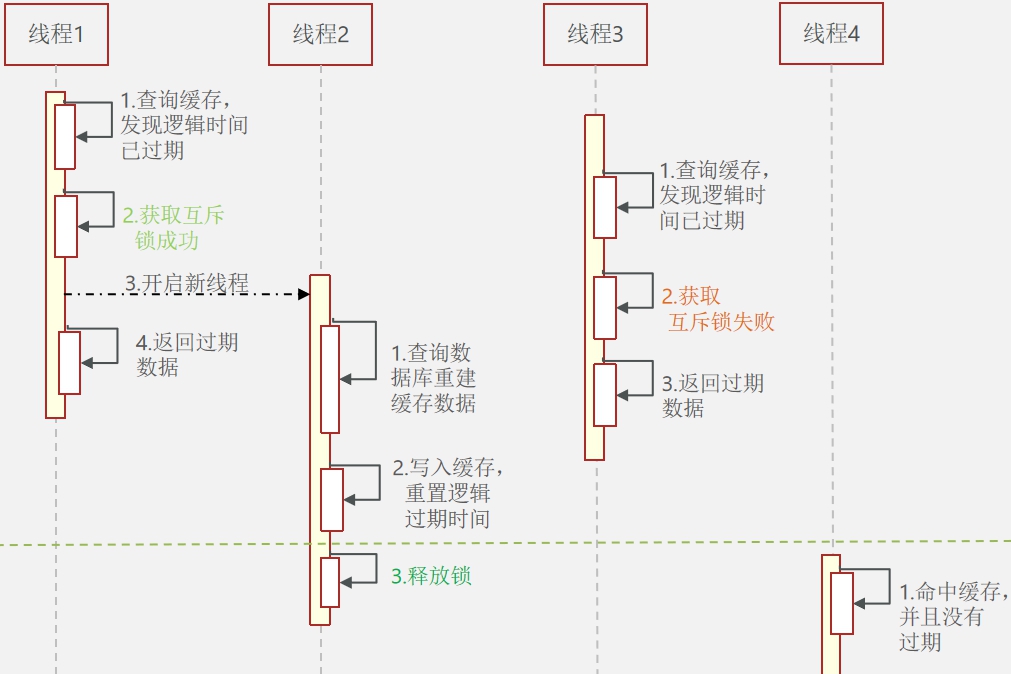 线程1
线程2
线程3
线程4
1.查询缓存，
发现逻辑时间
已过期
2.获取互斥
锁成功
3.开启新线程
4.返回过期
数据
1.查询数
据库重建
缓存数据
2.写入缓存，
重置逻辑
过期时间
3.释放锁
1.查询缓存，
发现逻辑时
间已过期
2.获取
互斥锁失败
3.返回过期
数据
1.命中缓存，
并且没有
过期